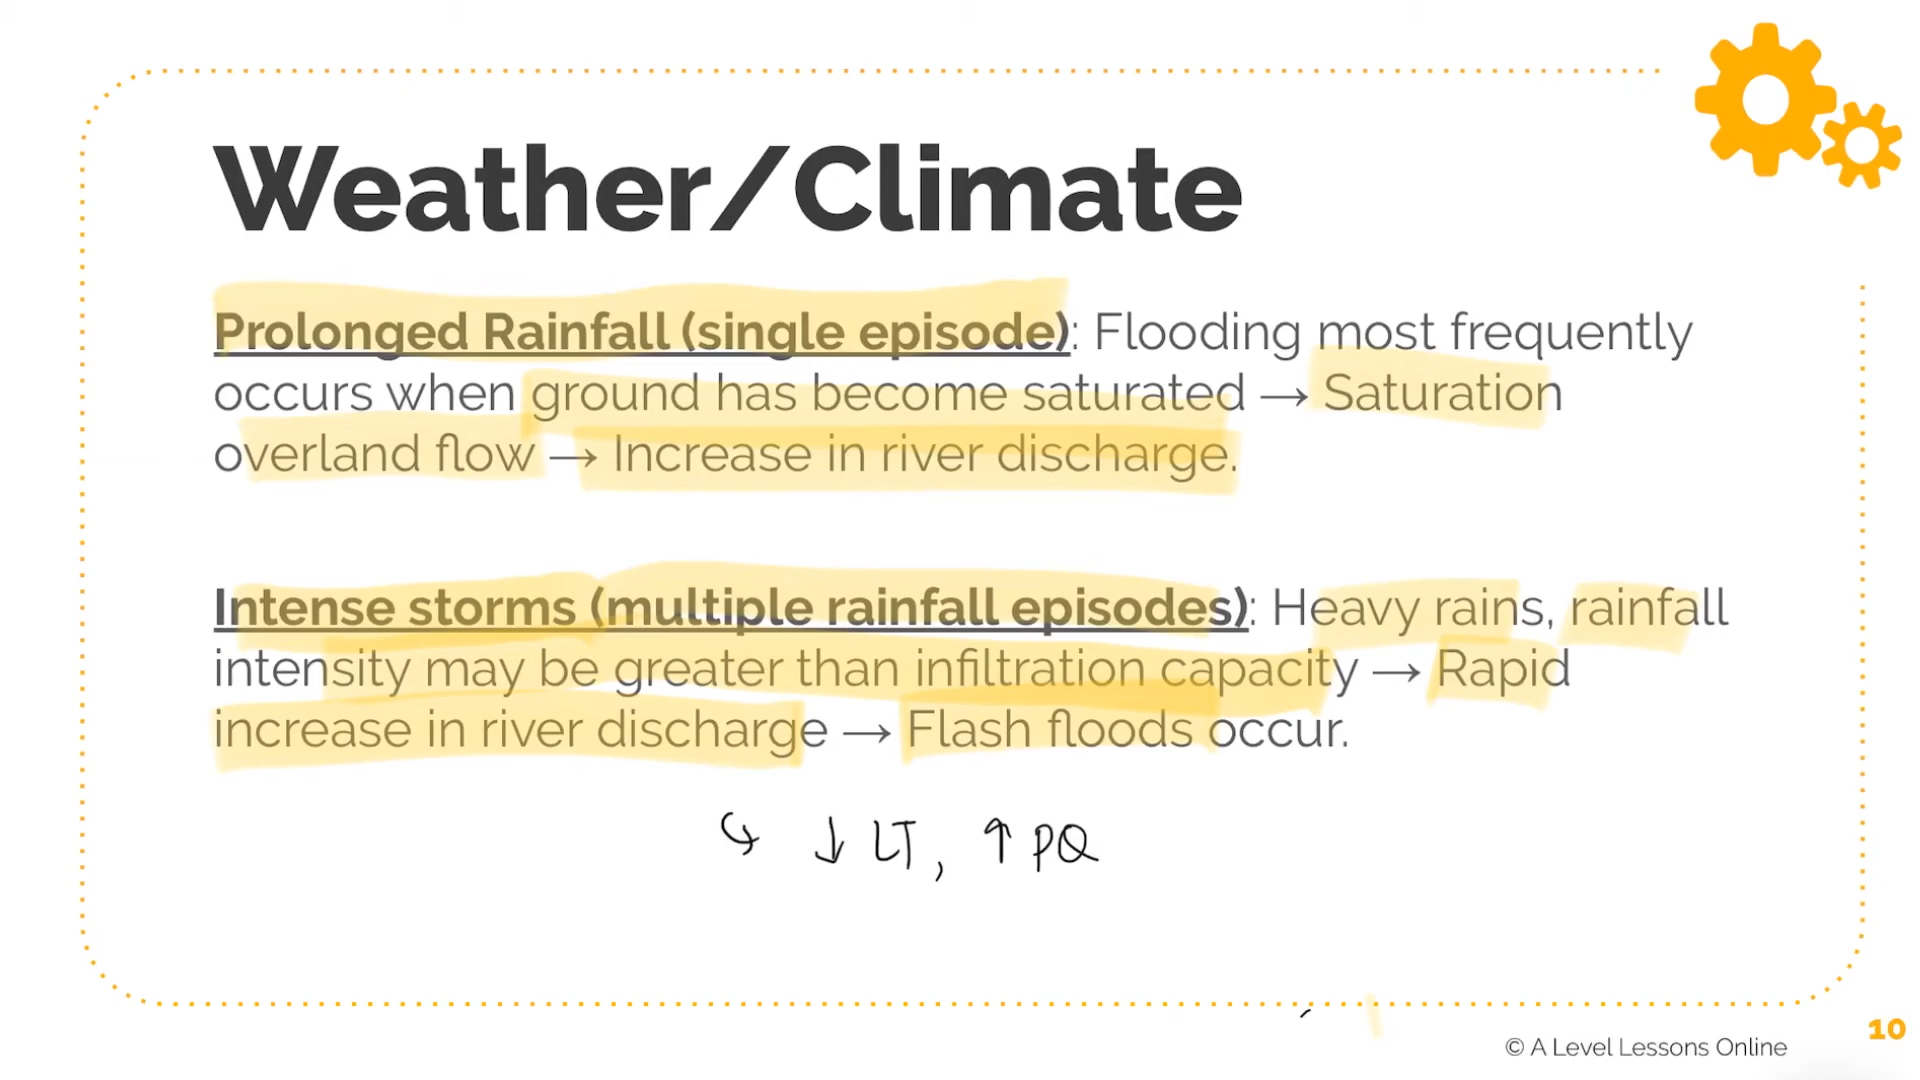 Weather/Climate
Prolonged Rainfall (single episode): Flooding most frequently
occurs when ground has become saturated → Saturation
overland flow → Increase in river discharge.
Intense storms (multiple rainfall episodes): Heavy rains, rainfall
intensity may be greater than infiltration capacity → Rapid
increase in river discharge → Flash floods occur.
↳ ↓ LT, ↑ PQ
10
© A Level Lessons Online